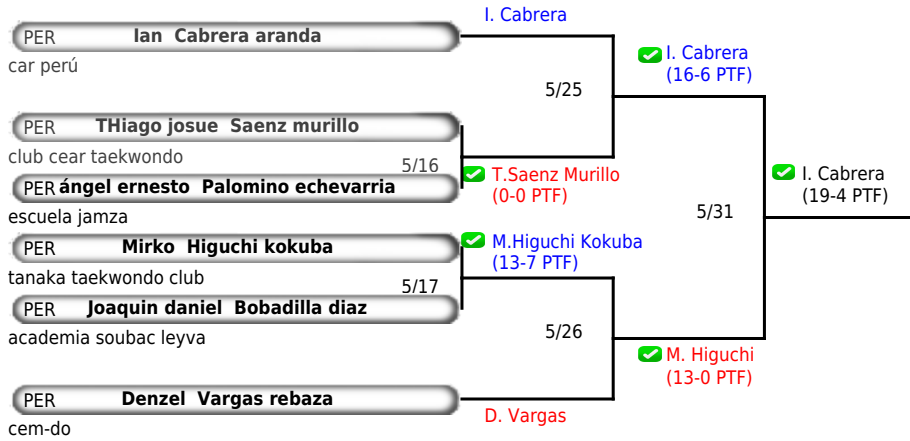 I. Cabrera
PER Ian Cabrera aranda
car perú
I. Cabrera
(16-6 PTF)
5/25
PER THiago josue Saenz murillo
club cear taekwondo
5/16
T.Saenz Murillo
(0-0 PTF)
PER ángel ernesto Palomino echevarria
escuela jamza
I. Cabrera
(19-4 PTF)
5/31
PER Mirko Higuchi kokuba
tanaka taekwondo club
M.Higuchi Kokuba
(13-7 PTF)
5/17
PER Joaquin daniel Bobadilla diaz
academia soubac leyva
5/26
M. Higuchi
(13-0 PTF)
PER Denzel Vargas rebaza
cem-do
D. Vargas